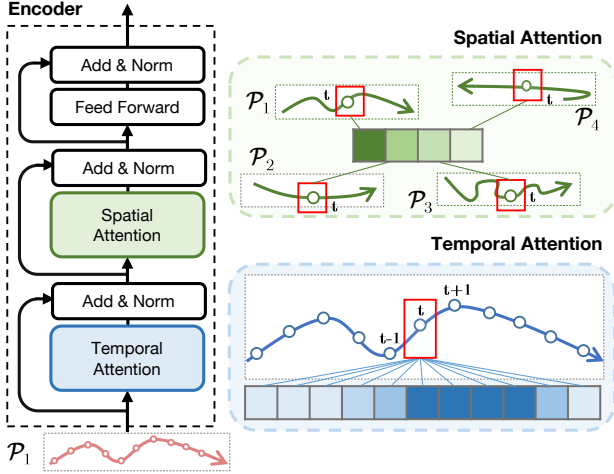 Encoder
Add & Norm
Feed Forward
Add & Norm
Spatial
Attention
Add & Norm
Temporal
Attention
P1
Spatial Attention
P1
t
t
P4
P2
t
P3
t
Temporal Attention
t-1
t
t+1